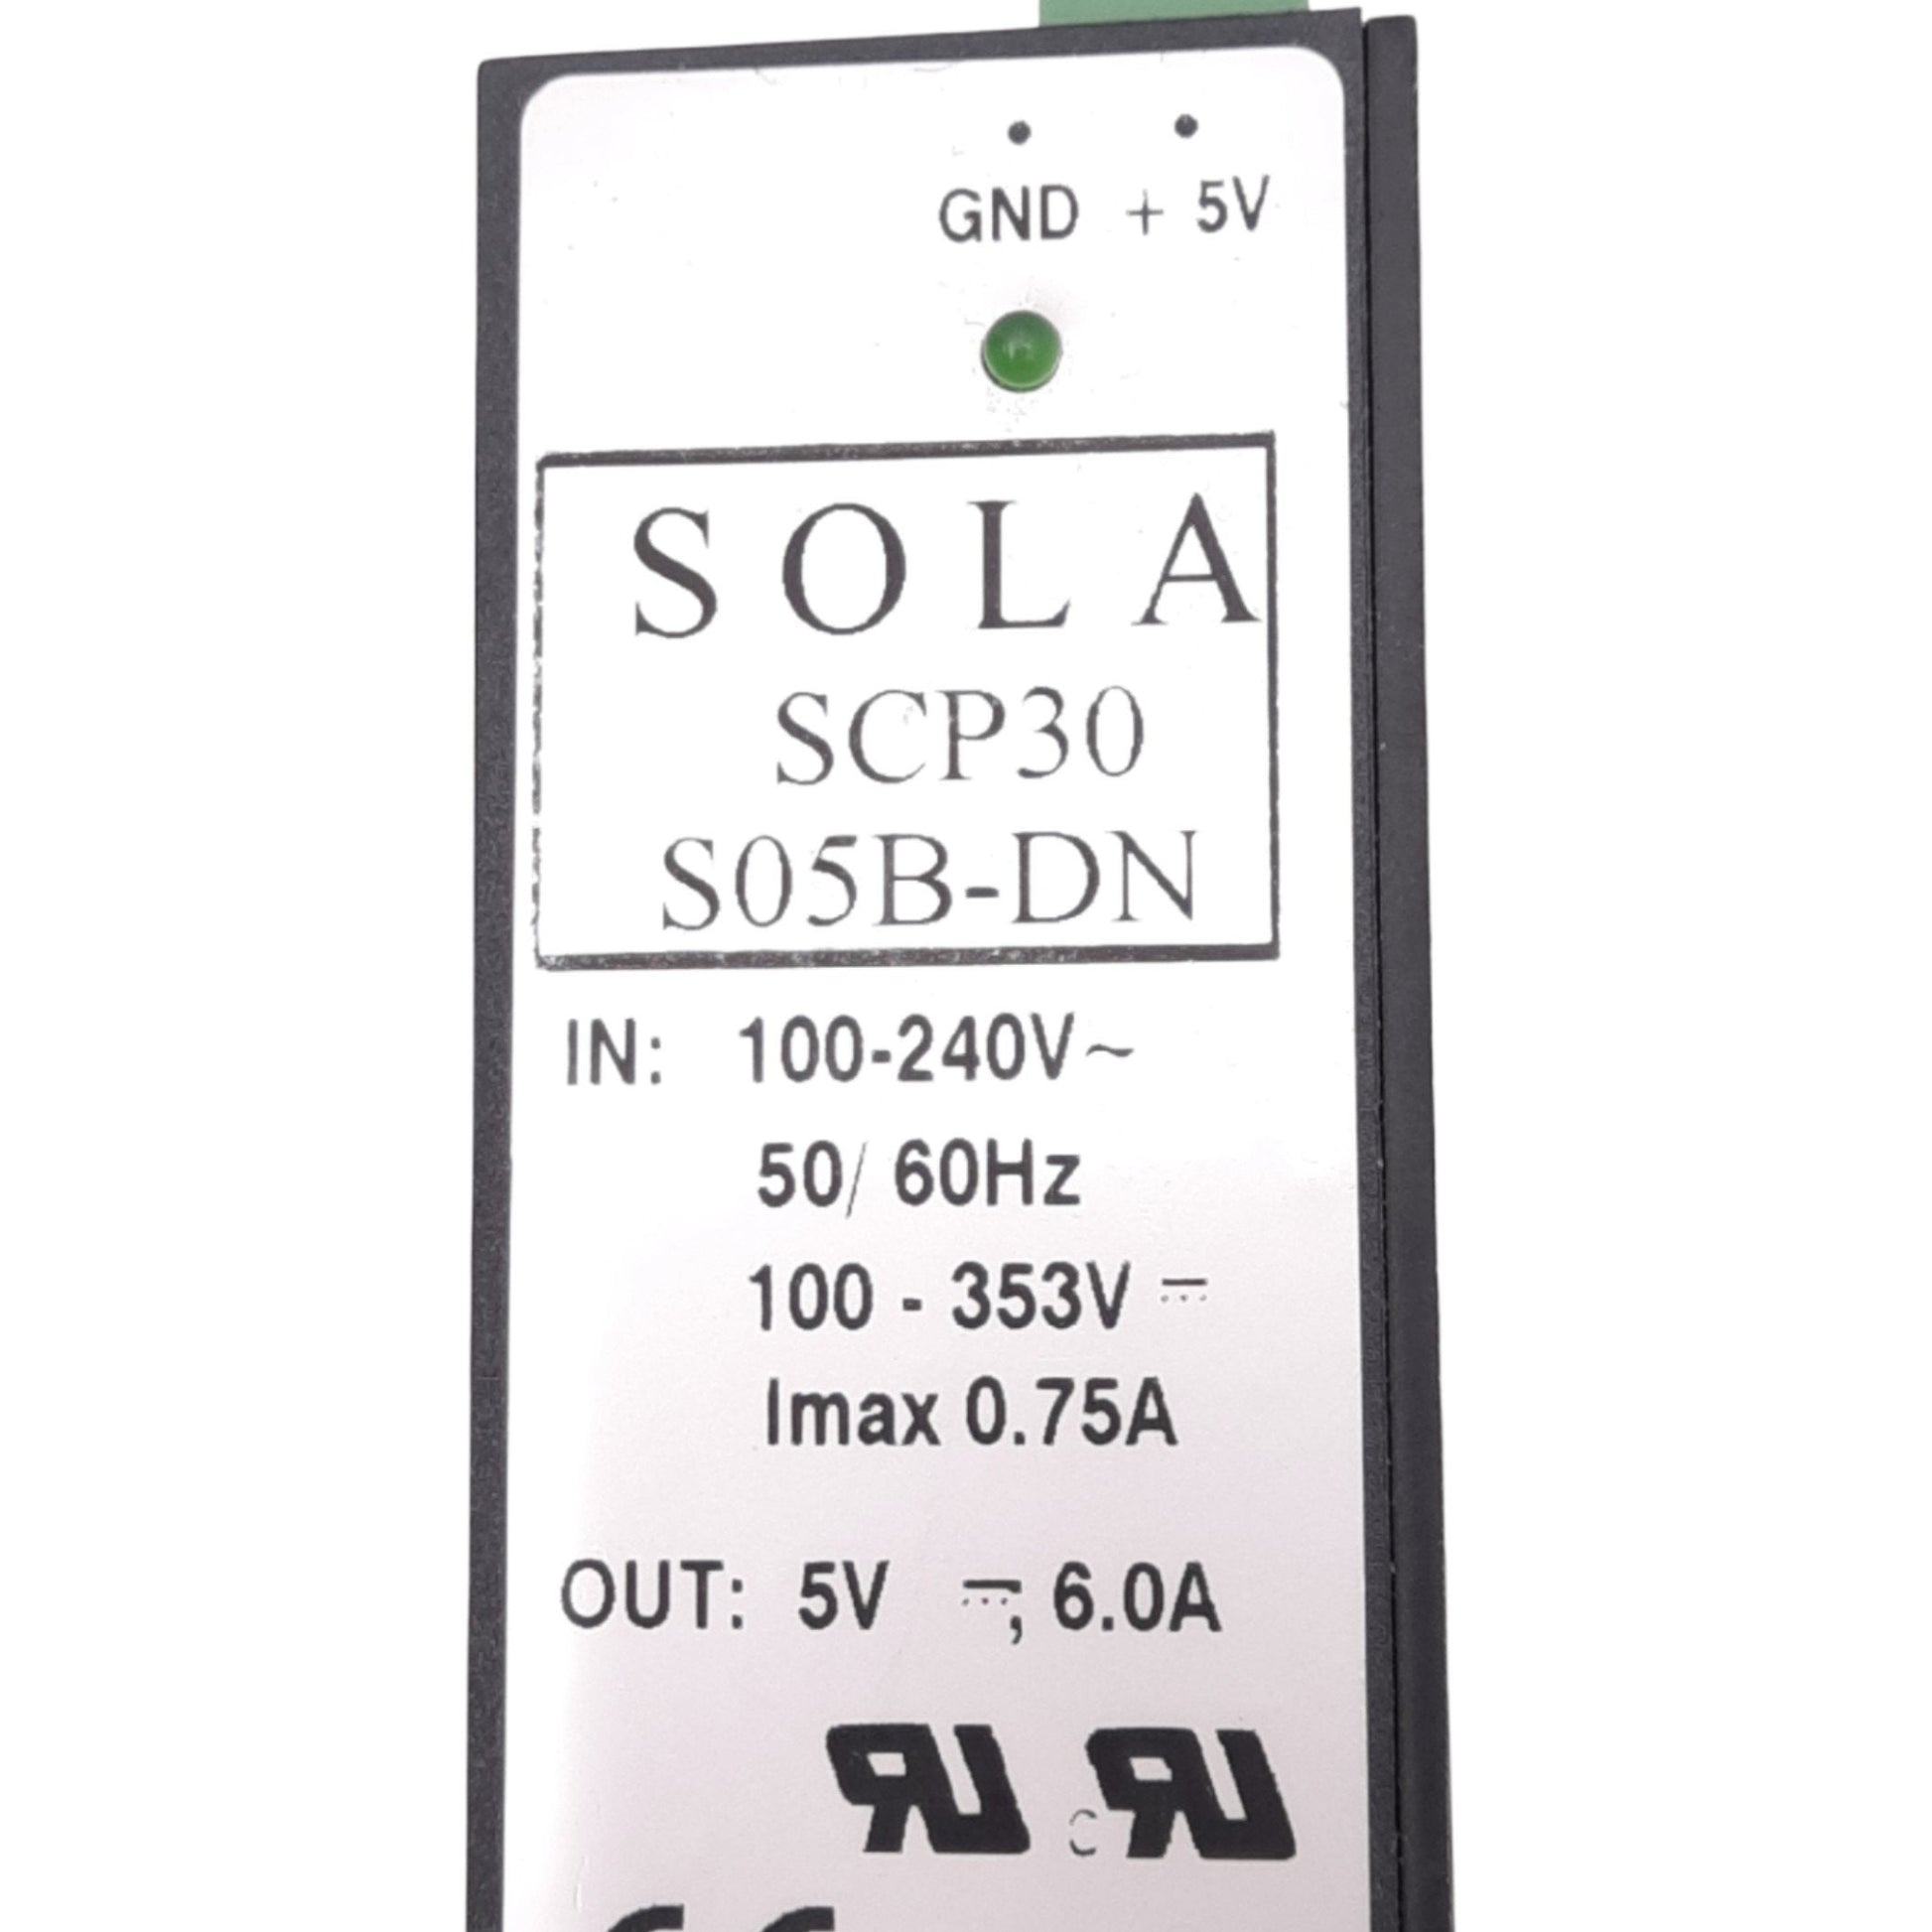 GND + 5V
S O L A
SCP30
S05B-DN
IN: 100-240V~
50/ 60Hz
100 - 353V ⎓
Imax 0.75A
OUT: 5V ⎓, 6.0A
c